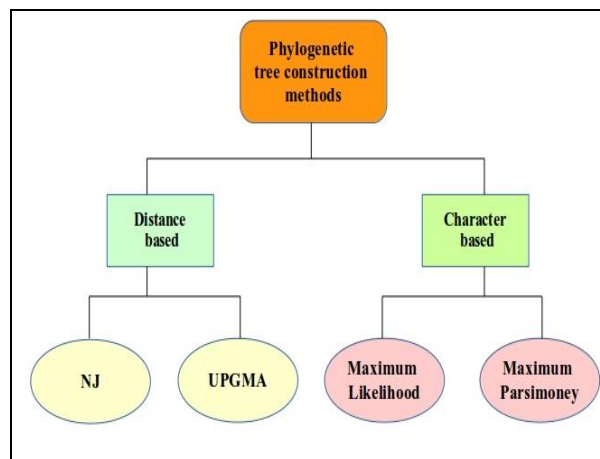 Phylogenetic
tree construction
methods
Distance
based
Character
based
NJ
UPGMA
Maximum
Likelihood
Maximum
Parsimoney